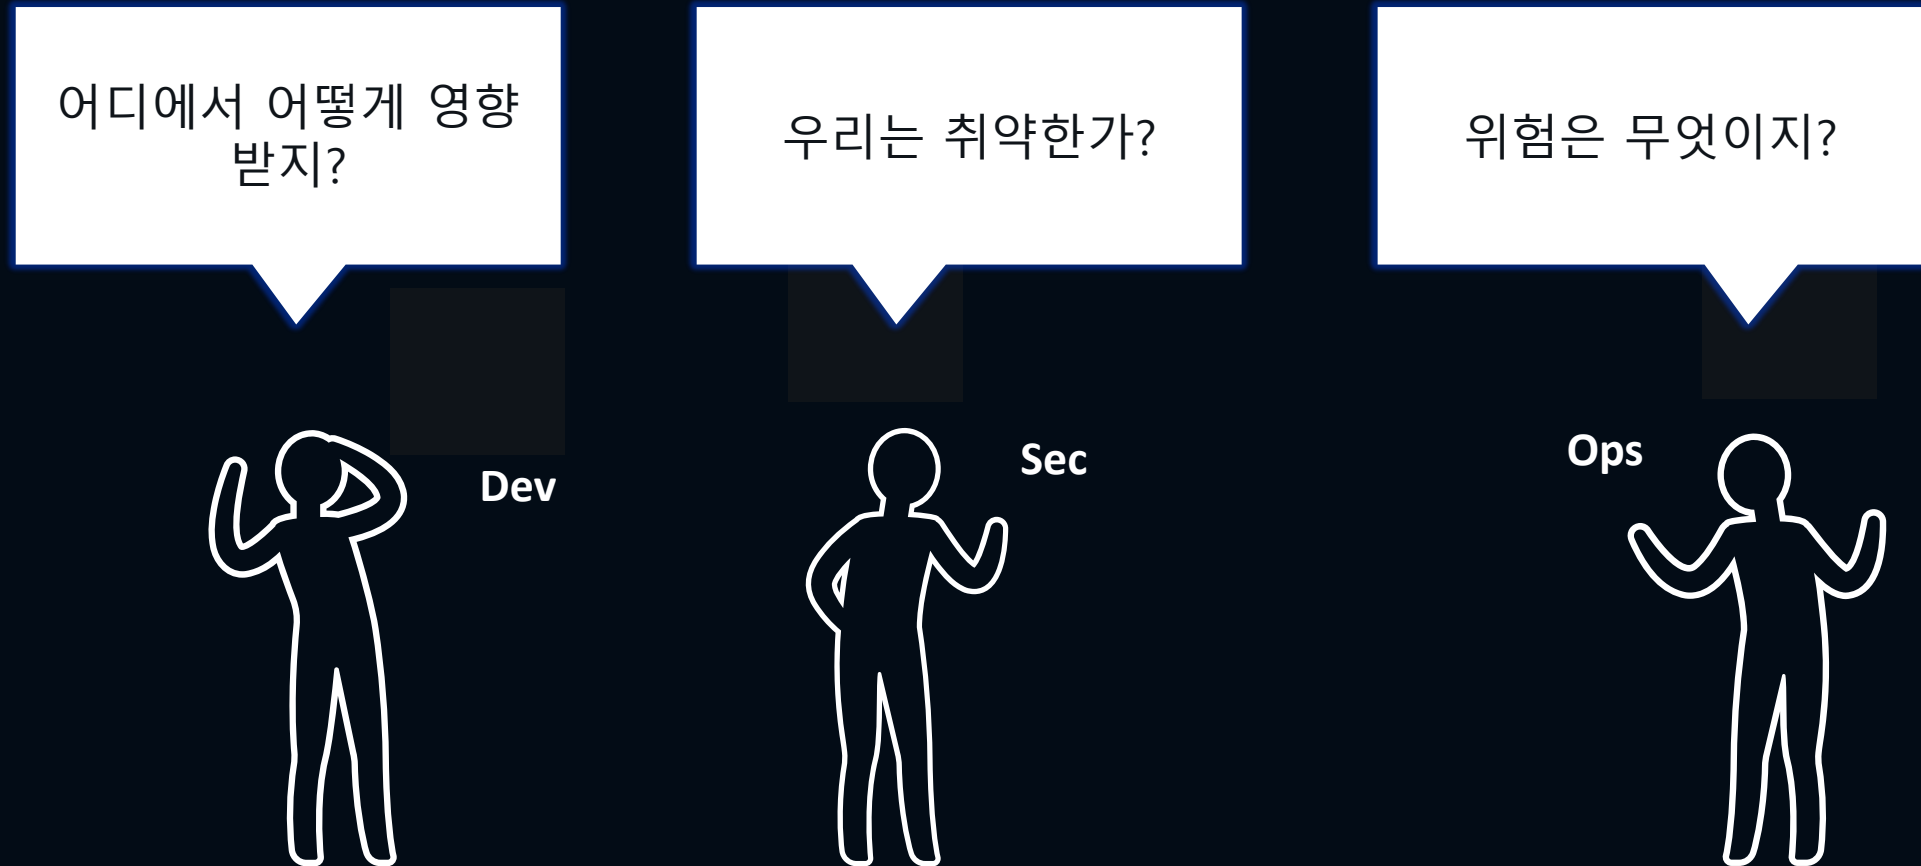 어디에서 어떻게 영향
받지?
우리는 취약한가?
위험은 무엇이지?
Dev
Sec
Ops